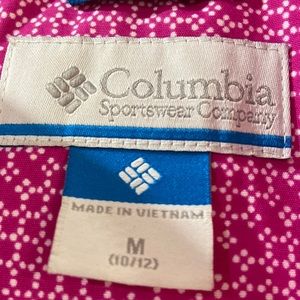 Columbia
Sportswear Company
MADE IN VIETNAM
M
(10/12)